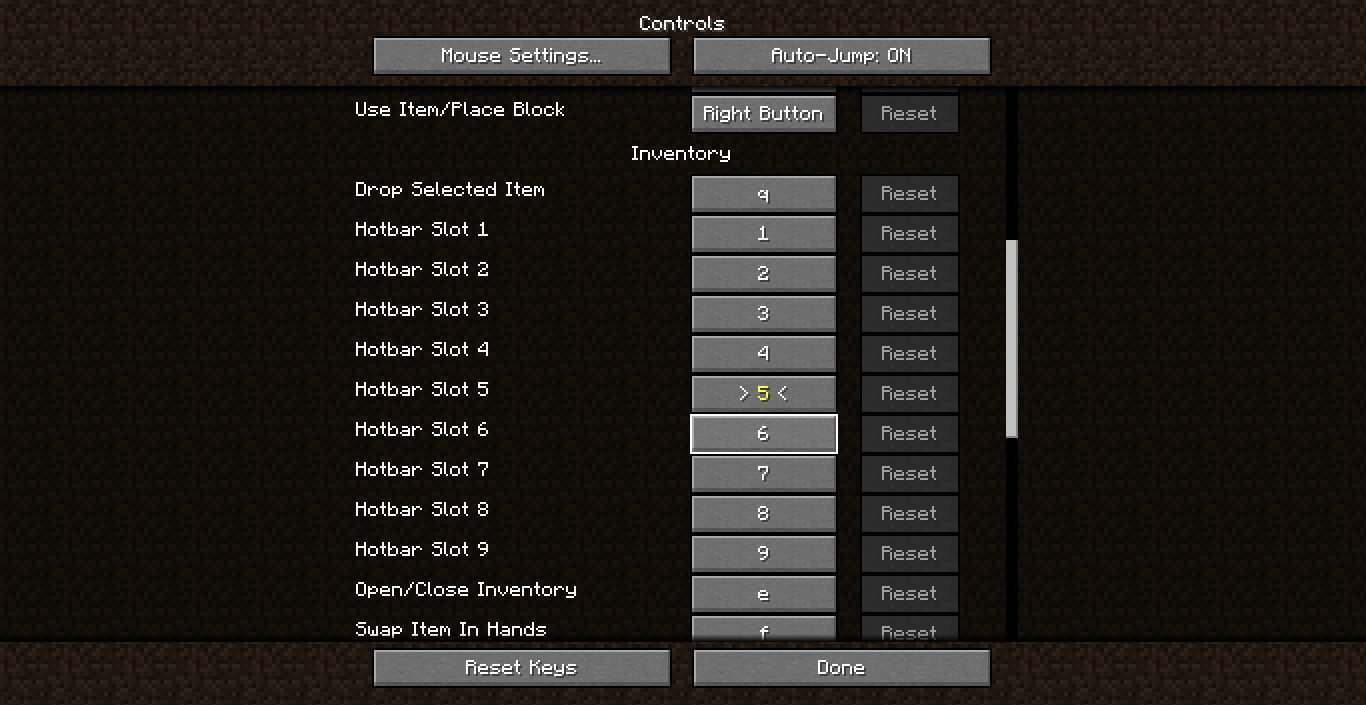 Controls
Mouse Settings... Auto-Jump: ON
Use Item/Place Block Right Button Reset
Inventory
Drop Selected Item q Reset
Hotbar Slot 1 1 Reset
Hotbar Slot 2 2 Reset
Hotbar Slot 3 3 Reset
Hotbar Slot 4 4 Reset
Hotbar Slot 5 > 5 < Reset
Hotbar Slot 6 6 Reset
Hotbar Slot 7 7 Reset
Hotbar Slot 8 8 Reset
Hotbar Slot 9 9 Reset
Open/Close Inventory e Reset
Swap Item In Hands f Reset
Reset Keys Done